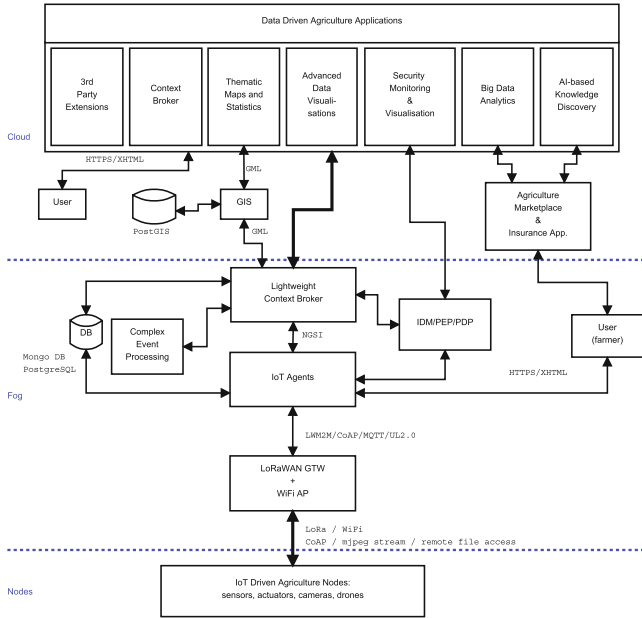 Data Driven Agriculture Applications
3rd
Party
Extensions
Context
Broker
Thematic
Maps and
Statistics
Advanced
Data
Visuali-
sations
Security
Monitoring
&
Visualisation
Big Data
Analytics
AI-based
Knowledge
Discovery
Cloud
HTTPS/XHTML
GML
User
PostGIS
GIS
GML
Agriculture
Marketplace
&
Insurance App.
Lightweight
Context Broker
DB
Mongo DB
PostgreSQL
Complex
Event
Processing
NGSI
IDM/PEP/PDP
User
(farmer)
HTTPS/XHTML
IoT Agents
Fog
LWM2M/CoAP/MQTT/UL2.0
LoRaWAN GTW
+
WiFi AP
LoRa / WiFi
CoAP / mjpeg stream / remote file access
Nodes
IoT Driven Agriculture Nodes:
sensors, actuators, cameras, drones